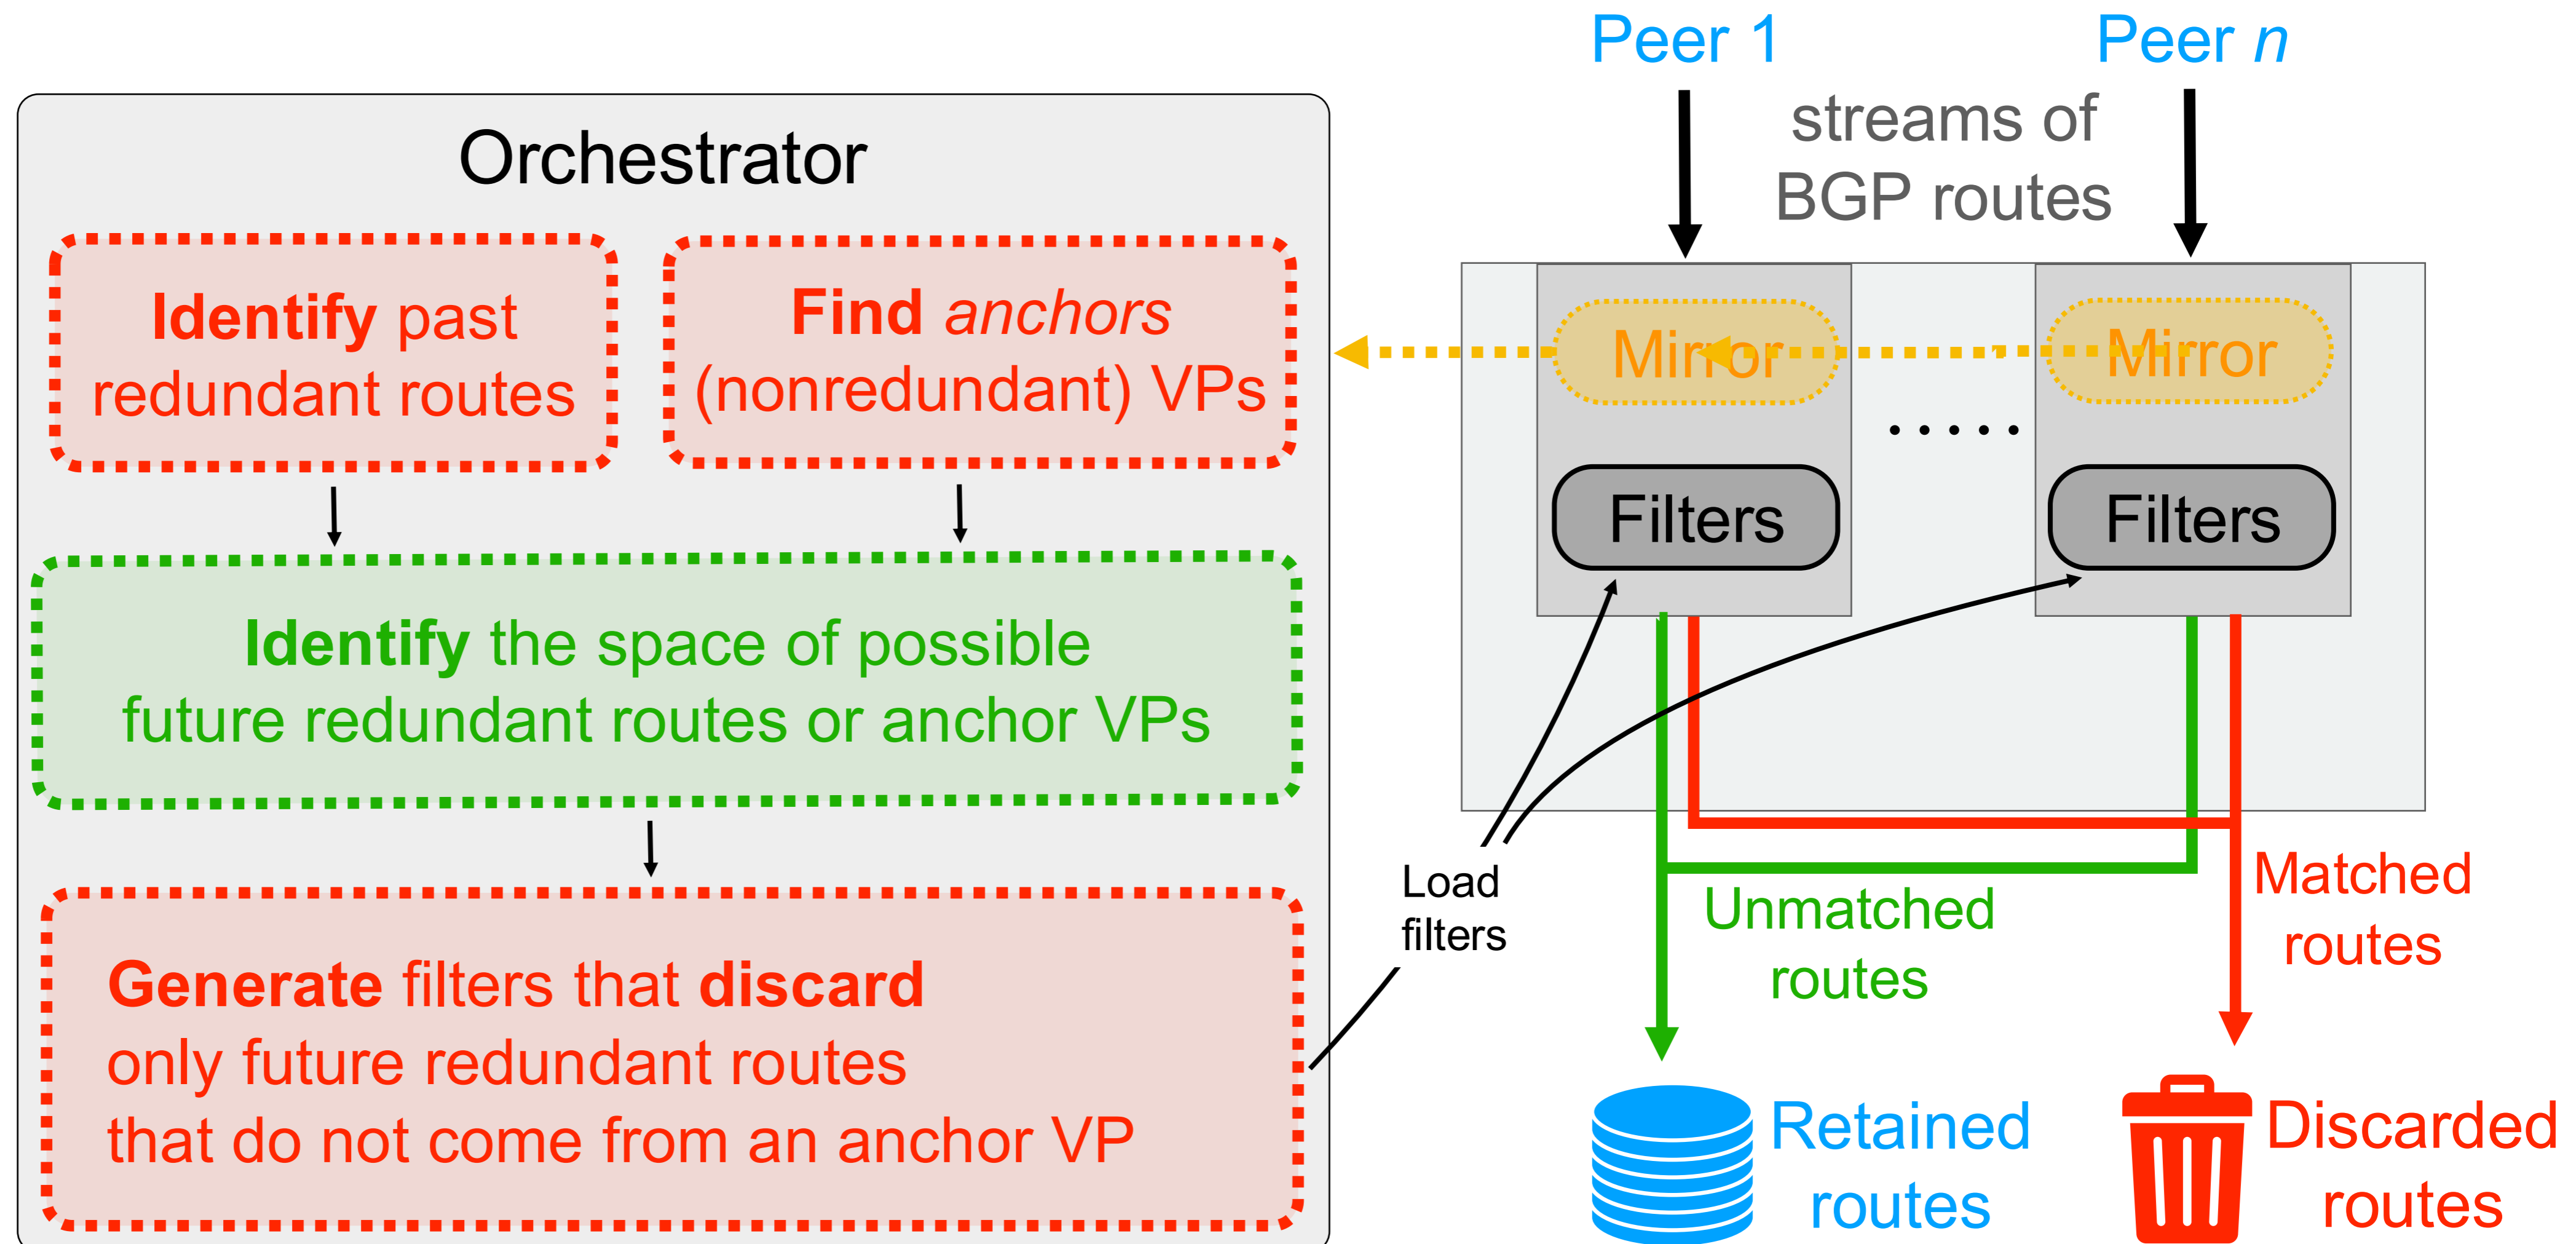 Orchestrator
Identify past
redundant routes
Find anchors
(nonredundant) VPs
Identify the space of possible
future redundant routes or anchor VPs
Generate filters that discard
only future redundant routes
that do not come from an anchor VP
Load
filters
Peer 1
Peer n
streams of
BGP routes
Mirror
Mirror
.....
Filters
Filters
Unmatched
routes
Matched
routes
Retained
routes
Discarded
routes